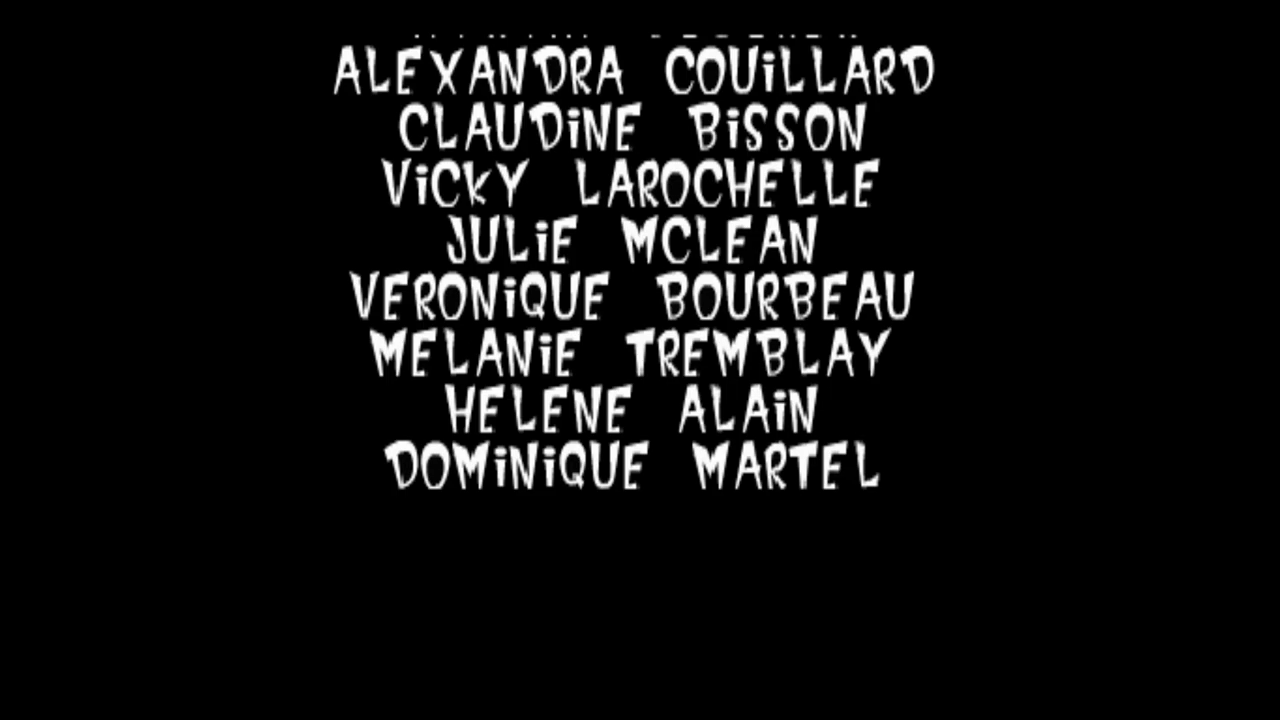 ALEXANDRA COUiLLARD
CLAUDiNE BiSSON
ViCKY LAROCHELLE
JULiE MCLEAN
VERONiQUE BOURBEAU
MELANiE TREMBLAY
HELENE ALAiN
DOMiNiQUE MARTEL